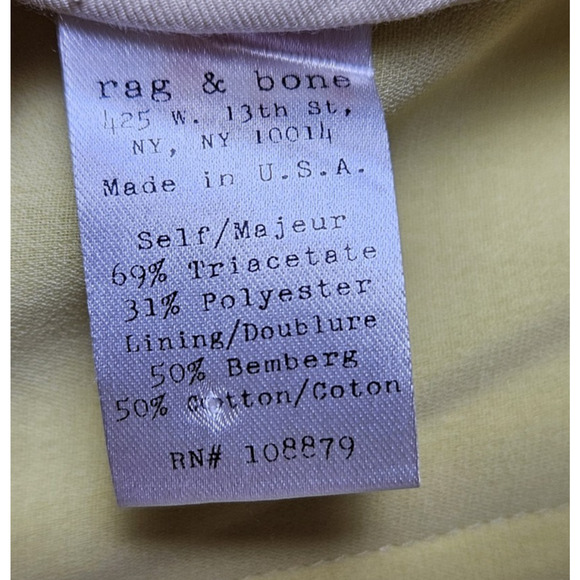 rag & bone
425 W. 13th St,
NY, NY 10014
Made in U.S.A.
Self/Majeur
69% Triacetate
31% Polyester
Lining/Doublure
50% Bemberg
50% Cotton/Coton
RN# 108879